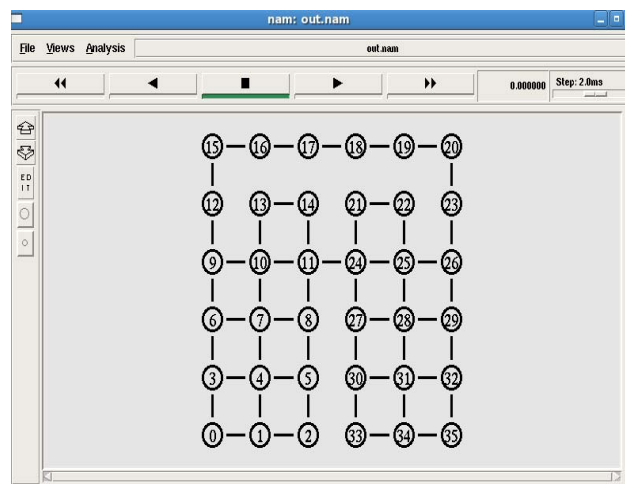 nam: out.nam
File Views Analysis out.nam
0.000000 Step: 2.0ms
ED
IT
15 16 17 18 19 20
12 13 14 21 22 23
9 10 11 24 25 26
6 7 8 27 28 29
3 4 5 30 31 32
0 1 2 33 34 35